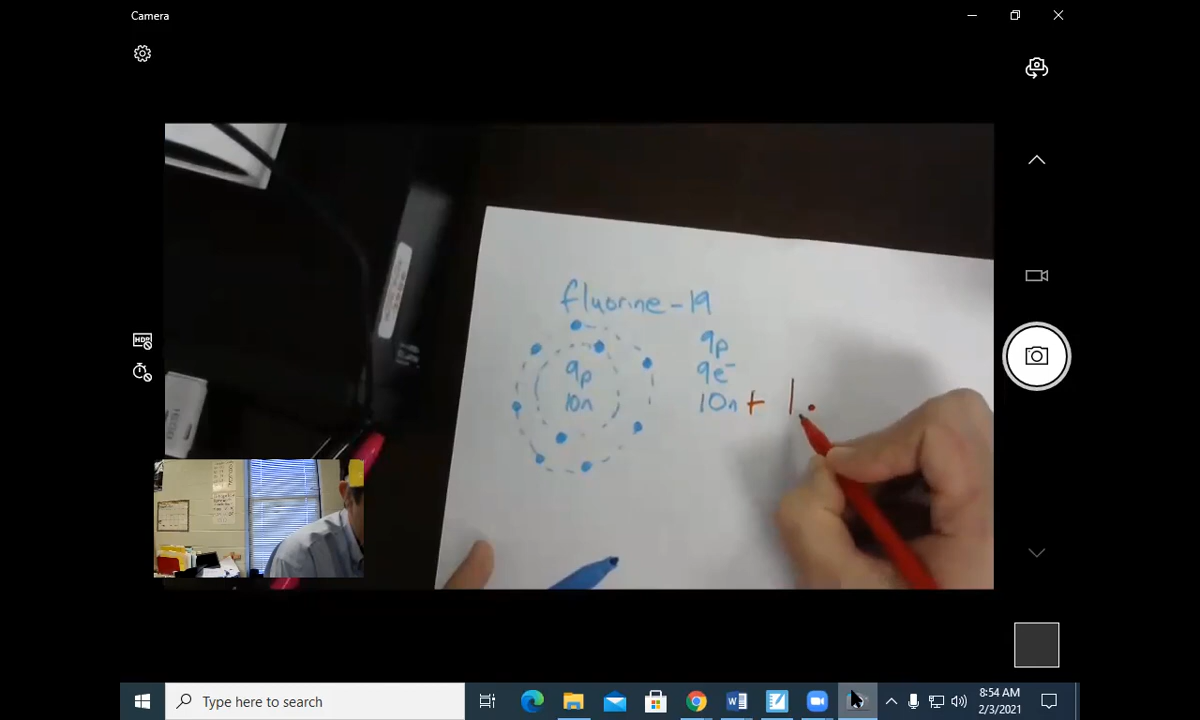 Camera
fluorine-19
9p
9e⁻
10n + 1.
9p
10n
Type here to search
8:54 AM
2/3/2021